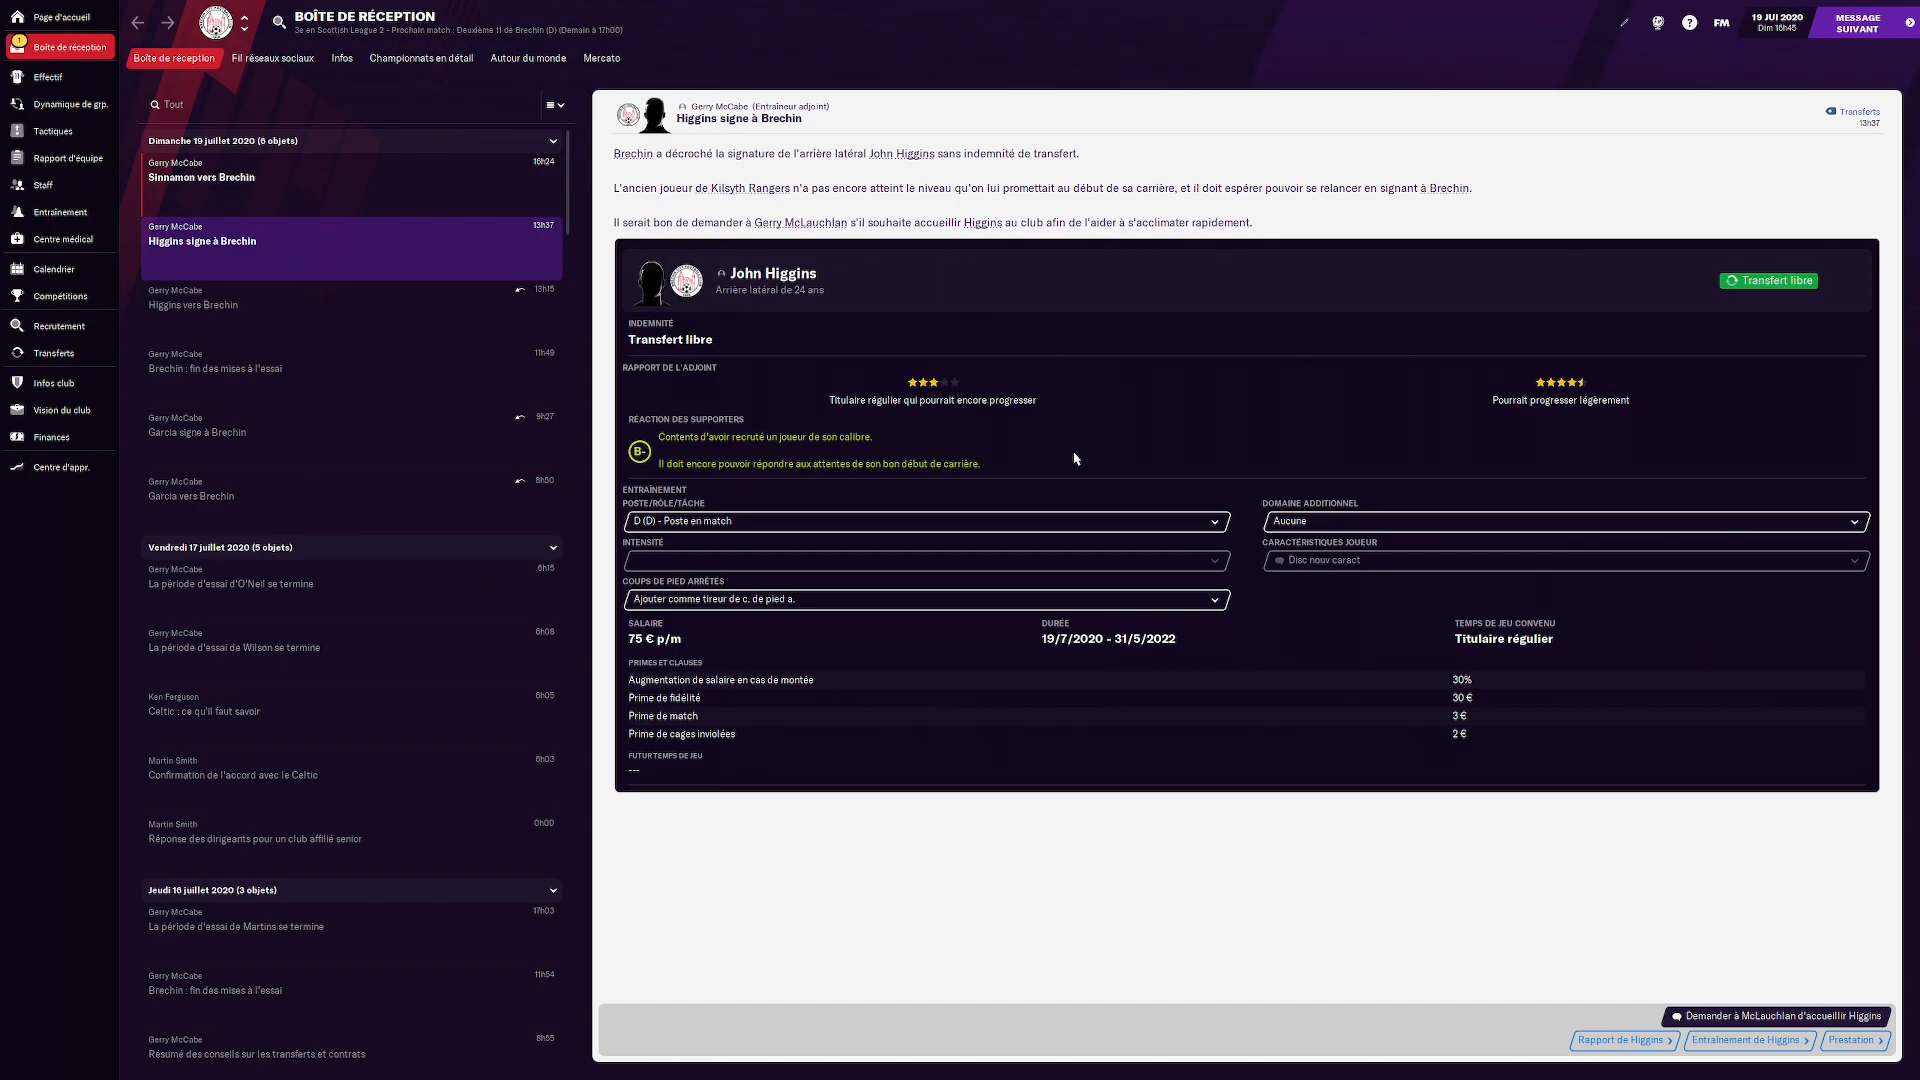 Page d'accueil
1
Boîte de réception
Effectif
Dynamique de grp.
Tactiques
Rapport d'équipe
Staff
Entraînement
Centre médical
Calendrier
Compétitions
Recrutement
Transferts
Infos club
Vision du club
Finances
Centre d'appr.
BOÎTE DE RÉCEPTION
3e en Scottish League 2 - Prochain match : Deuxième 11 de Brechin (D) (Demain à 17h00)
FM
19 JUI 2020
Dim 16h45
MESSAGE
SUIVANT
Boîte de réception
Fil réseaux sociaux
Infos
Championnats en détail
Autour du monde
Mercato
Tout
Dimanche 19 juillet 2020 (6 objets)
Gerry McCabe 16h24
Sinnamon vers Brechin
Gerry McCabe 13h37
Higgins signe à Brechin
Gerry McCabe 13h15
Higgins vers Brechin
Gerry McCabe 11h49
Brechin : fin des mises à l'essai
Gerry McCabe 9h27
Garcia signe à Brechin
Gerry McCabe 8h50
Garcia vers Brechin
Vendredi 17 juillet 2020 (5 objets)
Gerry McCabe 6h15
La période d'essai d'O'Neil se termine
Gerry McCabe 6h08
La période d'essai de Wilson se termine
Ken Ferguson 6h05
Celtic : ce qu'il faut savoir
Martin Smith 6h03
Confirmation de l'accord avec le Celtic
Martin Smith 0h00
Réponse des dirigeants pour un club affilié senior
Jeudi 16 juillet 2020 (3 objets)
Gerry McCabe 17h03
La période d'essai de Martins se termine
Gerry McCabe 11h54
Brechin : fin des mises à l'essai
Gerry McCabe 8h55
Résumé des conseils sur les transferts et contrats
Gerry McCabe (Entraîneur adjoint)
Higgins signe à Brechin
Transferts
13h37
Brechin a décroché la signature de l'arrière latéral John Higgins sans indemnité de transfert.
L'ancien joueur de Kilsyth Rangers n'a pas encore atteint le niveau qu'on lui promettait au début de sa carrière, et il doit espérer pouvoir se relancer en signant à Brechin.
Il serait bon de demander à Gerry McLauchlan s'il souhaite accueillir Higgins au club afin de l'aider à s'acclimater rapidement.
John Higgins
Arrière latéral de 24 ans
Transfert libre
INDEMNITÉ
Transfert libre
RAPPORT DE L'ADJOINT
Titulaire régulier qui pourrait encore progresser
Pourrait progresser légèrement
RÉACTION DES SUPPORTERS
B-
Contents d'avoir recruté un joueur de son calibre.
Il doit encore pouvoir répondre aux attentes de son bon début de carrière.
ENTRAÎNEMENT
POSTE/RÔLE/TÂCHE
D (D) - Poste en match
DOMAINE ADDITIONNEL
Aucune
INTENSITÉ
CARACTÉRISTIQUES JOUEUR
Disc nouv caract
COUPS DE PIED ARRÊTÉS
Ajouter comme tireur de c. de pied a.
SALAIRE
75 € p/m
DURÉE
19/7/2020 - 31/5/2022
TEMPS DE JEU CONVENU
Titulaire régulier
PRIMES ET CLAUSES
Augmentation de salaire en cas de montée 30%
Prime de fidélité 30 €
Prime de match 3 €
Prime de cages inviolées 2 €
FUTUR TEMPS DE JEU
---
Demander à McLauchlan d'accueillir Higgins
Rapport de Higgins
Entraînement de Higgins
Prestation